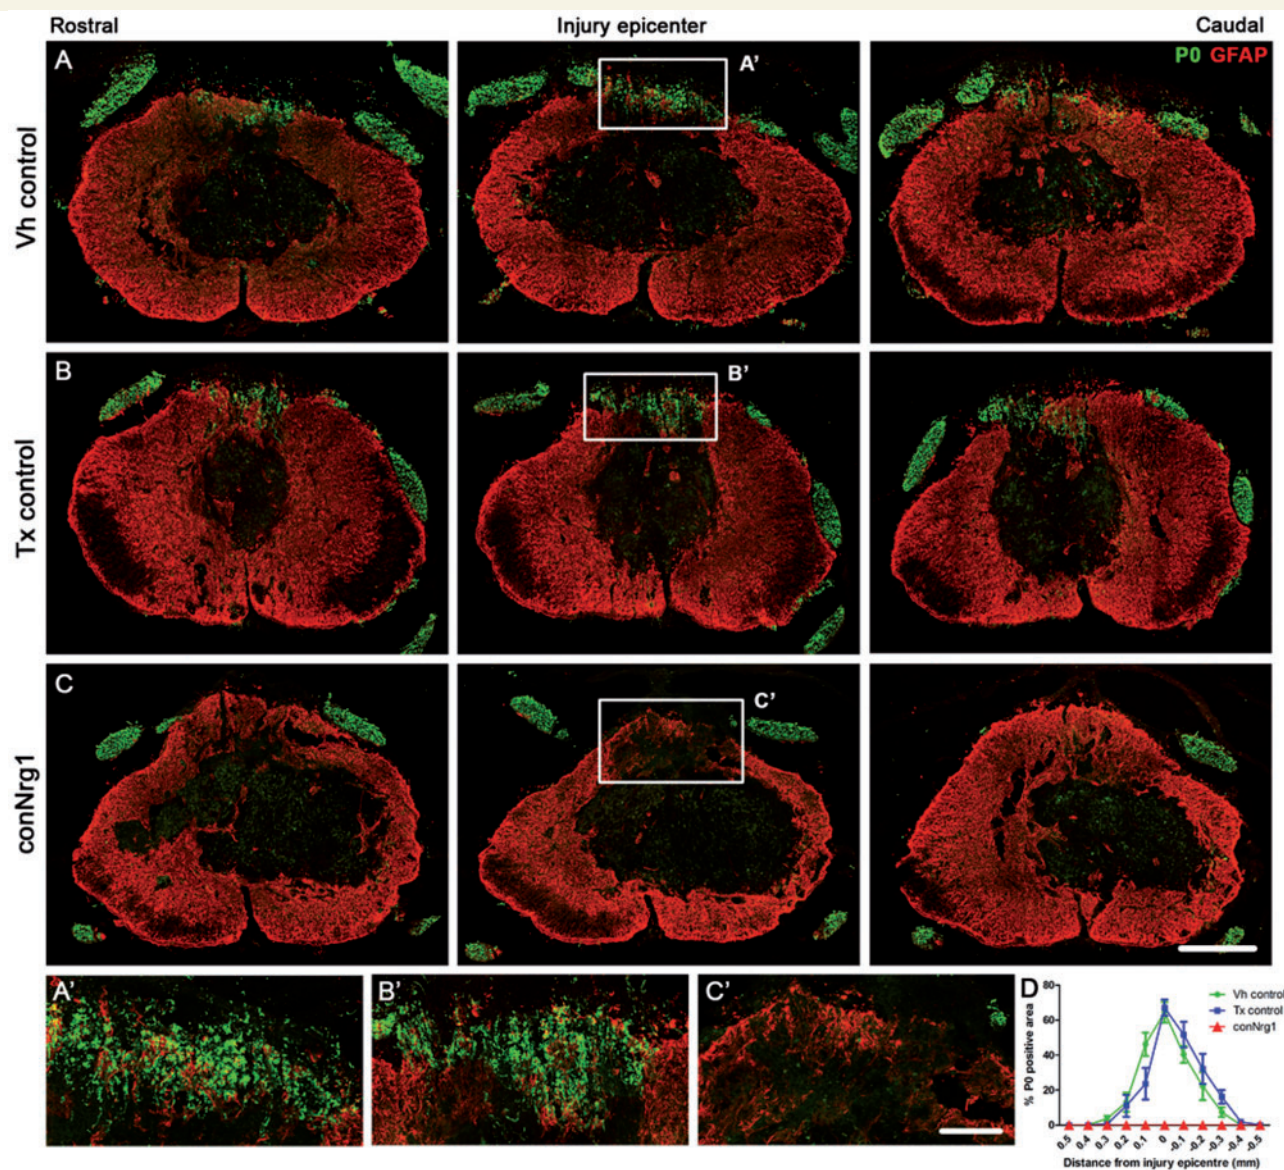 Rostral Injury epicenter Caudal
A A' P0 GFAP
Vh control
B B'
Tx control
C C'
conNrg1
A' B' C' D
80
60
40
20
0
% P0 positive area
Vh control
Tx control
conNrg1
0.5 0.4 0.3 0.2 0.1 0 -0.1 -0.2 -0.3 -0.4 -0.5
Distance from injury epicentre (mm)